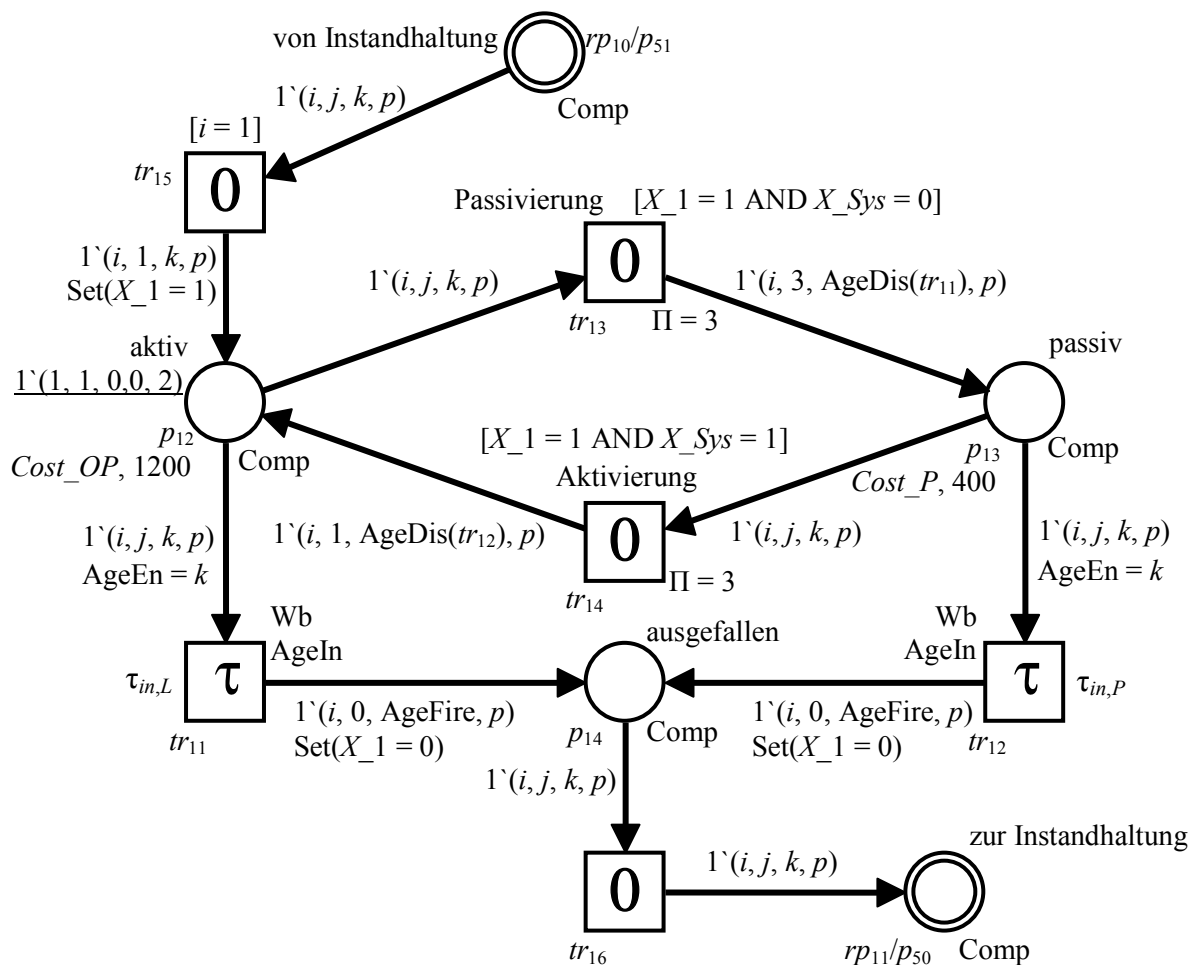 von Instandhaltung
rp₁₀/p₅₁
1`(i, j, k, p)
Comp
[i = 1]
tr₁₅
0
Passivierung [X_1 = 1 AND X_Sys = 0]
0
1`(i, 1, k, p)
Set(X_1 = 1)
1`(i, j, k, p)
1`(i, 3, AgeDis(tr₁₁), p)
tr₁₃
Π = 3
aktiv
passiv
1`(1, 1, 0,0, 2)
p₁₂
Comp
Cost_OP, 1200
[X_1 = 1 AND X_Sys = 1]
Aktivierung
p₁₃
Comp
Cost_P, 400
1`(i, j, k, p)
AgeEn = k
1`(i, 1, AgeDis(tr₁₂), p)
0
1`(i, j, k, p)
1`(i, j, k, p)
AgeEn = k
tr₁₄
Π = 3
Wb
AgeIn
ausgefallen
Wb
AgeIn
τin,L
τ
τ
τin,P
tr₁₁
1`(i, 0, AgeFire, p)
Set(X_1 = 0)
p₁₄
Comp
1`(i, 0, AgeFire, p)
Set(X_1 = 0)
tr₁₂
1`(i, j, k, p)
zur Instandhaltung
0
1`(i, j, k, p)
tr₁₆
rp₁₁/p₅₀
Comp